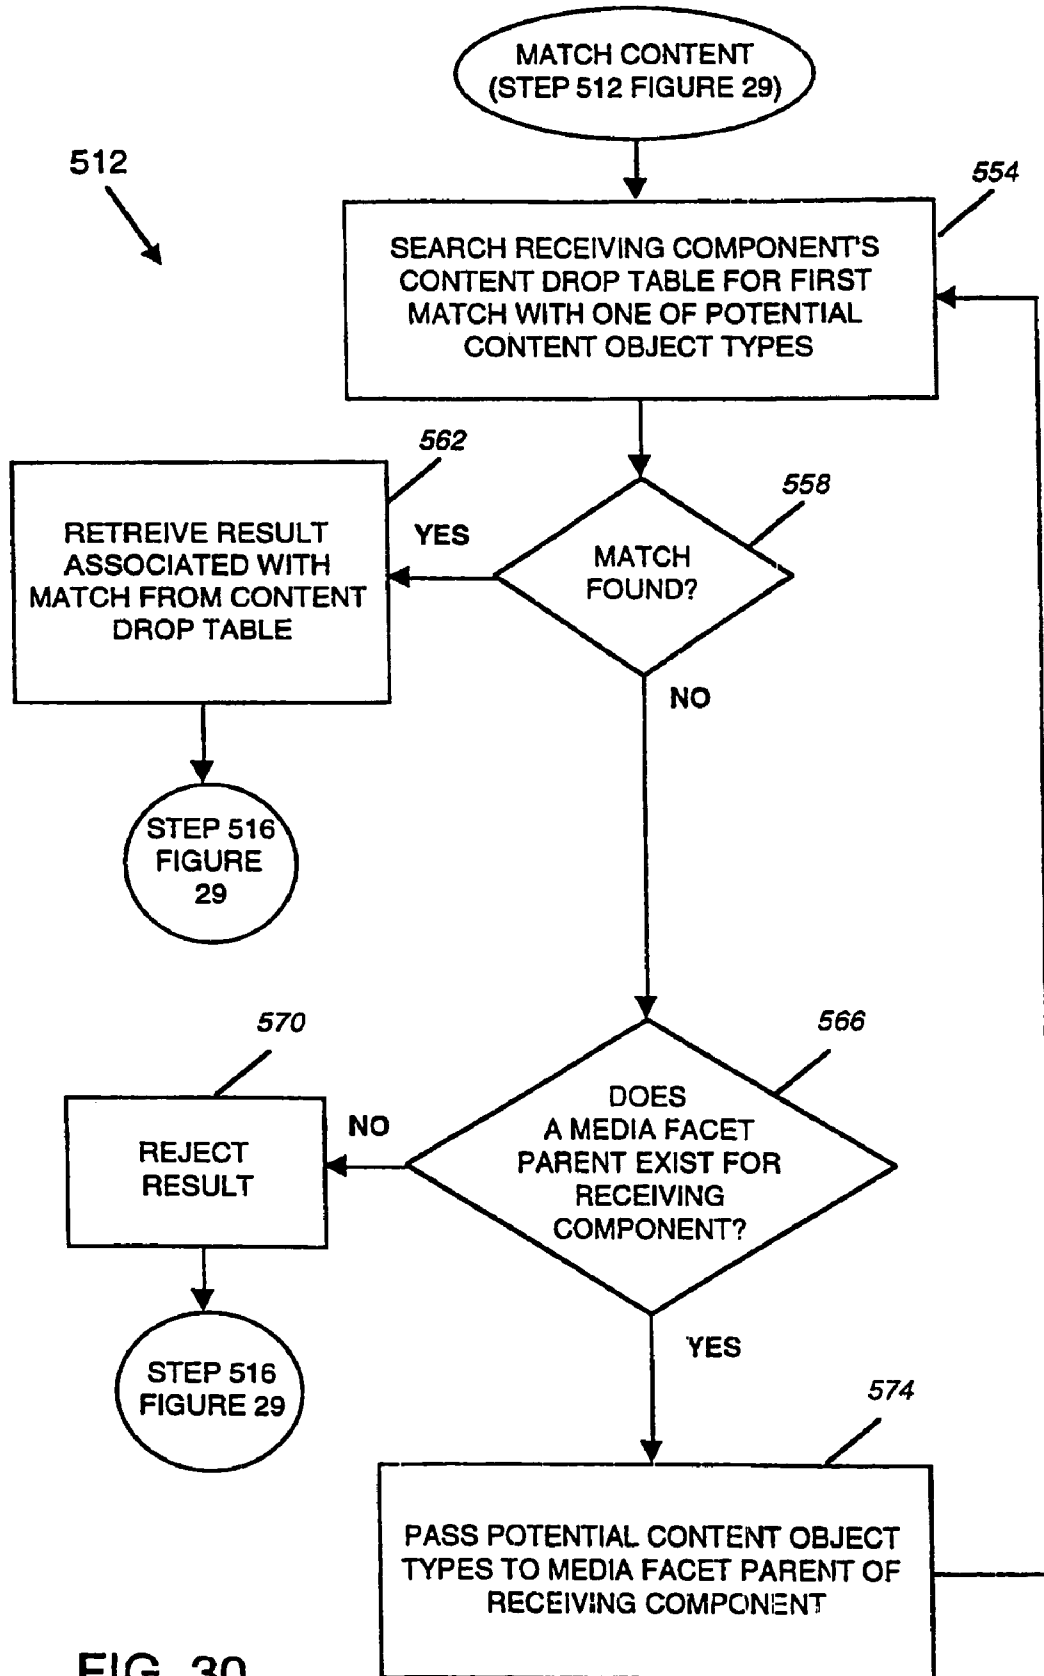 MATCH CONTENT
(STEP 512 FIGURE 29)
512
554
SEARCH RECEIVING COMPONENT'S
CONTENT DROP TABLE FOR FIRST
MATCH WITH ONE OF POTENTIAL
CONTENT OBJECT TYPES
562
558
RETREIVE RESULT
ASSOCIATED WITH
MATCH FROM CONTENT
DROP TABLE
YES
MATCH
FOUND?
NO
STEP 516
FIGURE
29
570
566
REJECT
RESULT
NO
DOES
A MEDIA FACET
PARENT EXIST FOR
RECEIVING
COMPONENT?
STEP 516
FIGURE 29
YES
574
PASS POTENTIAL CONTENT OBJECT
TYPES TO MEDIA FACET PARENT OF
RECEIVING COMPONENT
FIG. 30